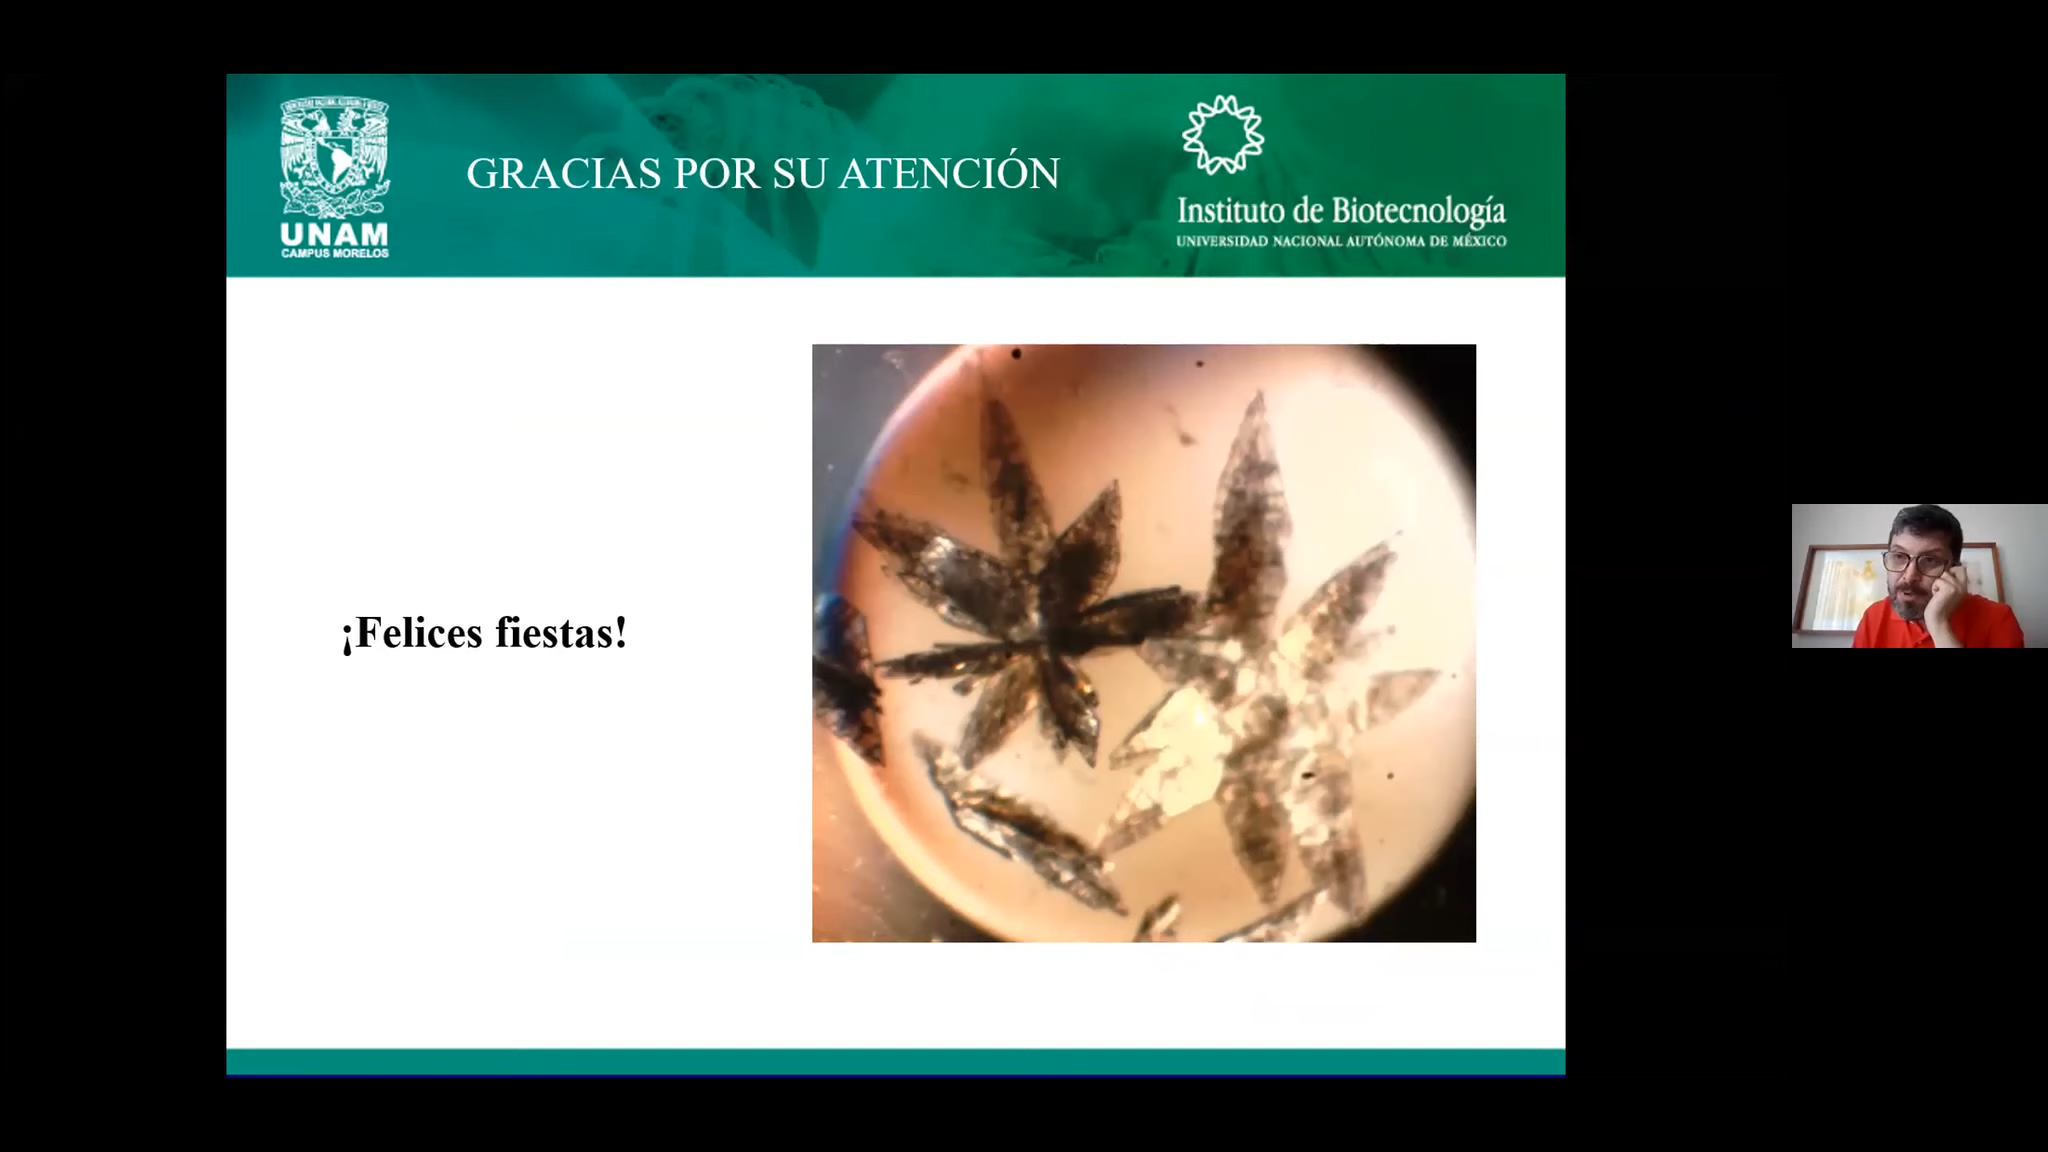 GRACIAS POR SU ATENCIÓN
UNAM
CAMPUS MORELOS
Instituto de Biotecnología
UNIVERSIDAD NACIONAL AUTÓNOMA DE MÉXICO
¡Felices fiestas!